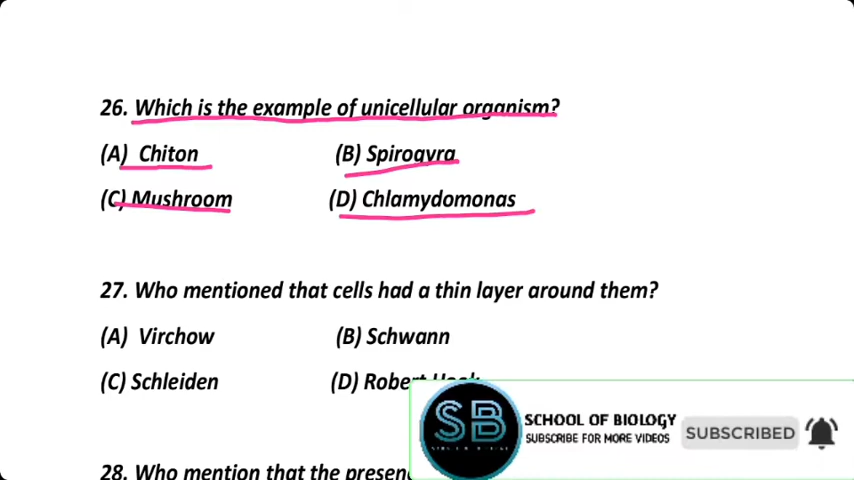 26. Which is the example of unicellular organism?
(A) Chiton (B) Spirogyra
(C) Mushroom (D) Chlamydomonas
27. Who mentioned that cells had a thin layer around them?
(A) Virchow (B) Schwann
(C) Schleiden (D) Robert
SB
SCHOOL OF BIOLOGY
SUBSCRIBE FOR MORE VIDEOS
SUBSCRIBED
28. Who mention that the